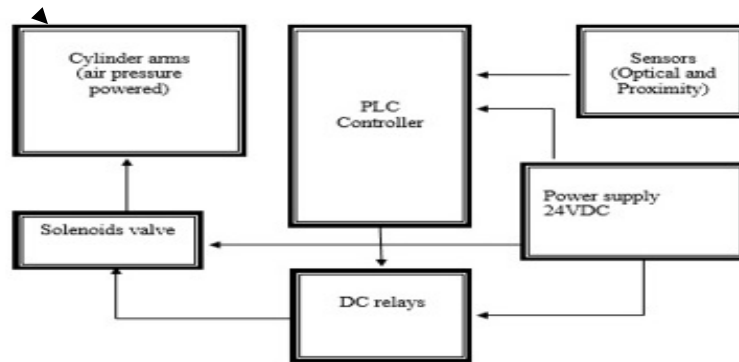 Cylinder arms
(air pressure
powered)
PLC
Controller
Sensors
(Optical and
Proximity)
Power supply
24VDC
Solenoids valve
DC relays